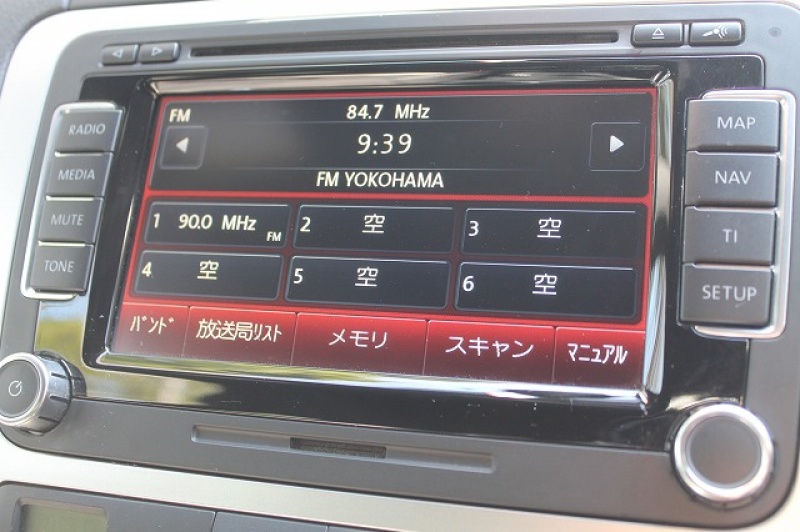 RADIO
MEDIA
MUTE
TONE
FM
84.7 MHz
9:39
FM YOKOHAMA
1 90.0 MHz FM
2 空
3 空
4 空
5 空
6 空
バンド 放送局リスト メモリ スキャン マニュアル
MAP
NAV
TI
SETUP